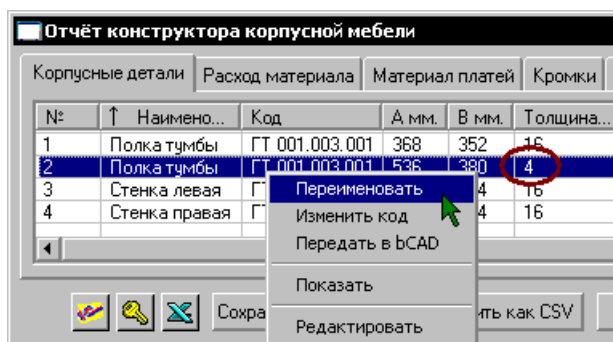 Отчёт конструктора корпусной мебели
Корпусные детали Расход материала Материал платей Кромки
№ ↑ Наимено... Код А мм. В мм. Толщина...
1 Полка тумбы ГТ 001.003.001 368 352 16
2 Полка тумбы ГТ 001.003.001 536 380 4
3 Стенка левая 4 16
4 Стенка правая 4 16
Переименовать
Изменить код
Передать в bCAD
Показать
Редактировать
как CSV